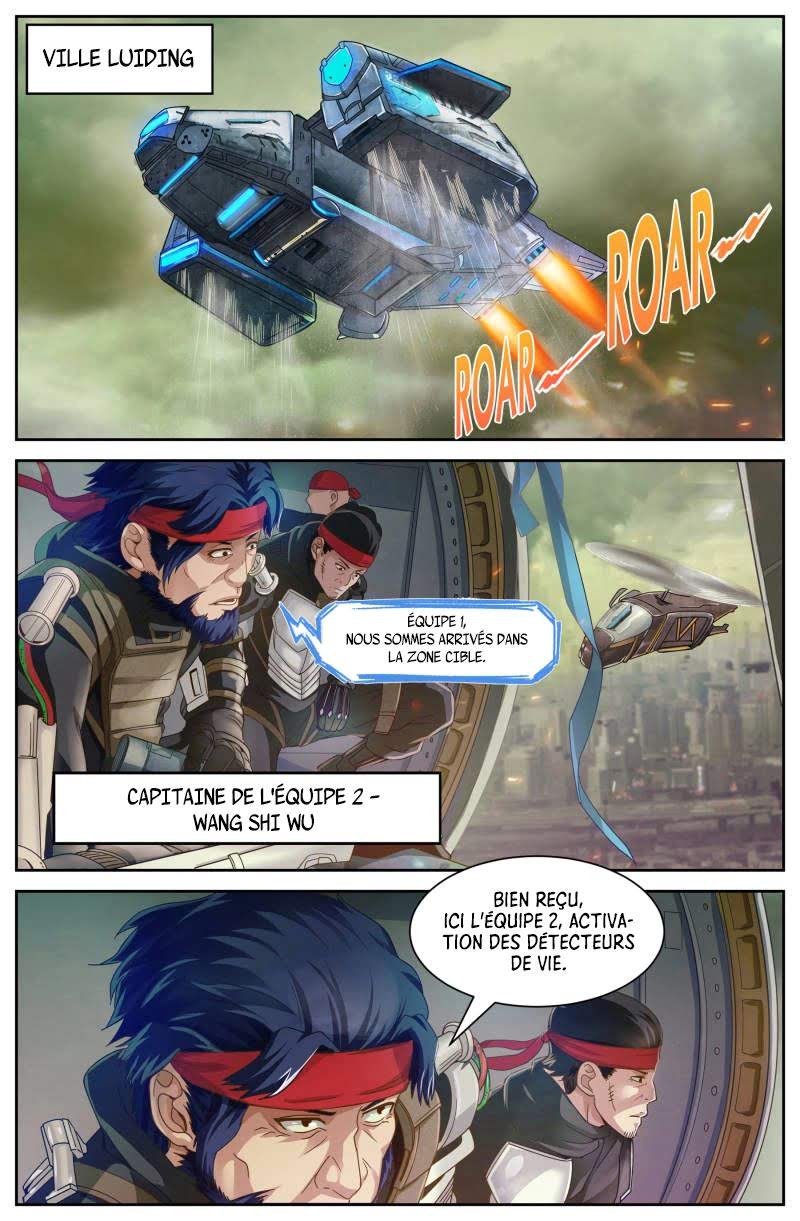 VILLE LUIDING
ROAR
ROAR
ÉQUIPE 1,
NOUS SOMMES ARRIVÉS DANS
LA ZONE CIBLE.
CAPITAINE DE L'ÉQUIPE 2 -
WANG SHI WU
BIEN REÇU,
ICI L'ÉQUIPE 2, ACTIVA-
TION DES DÉTECTEURS
DE VIE.